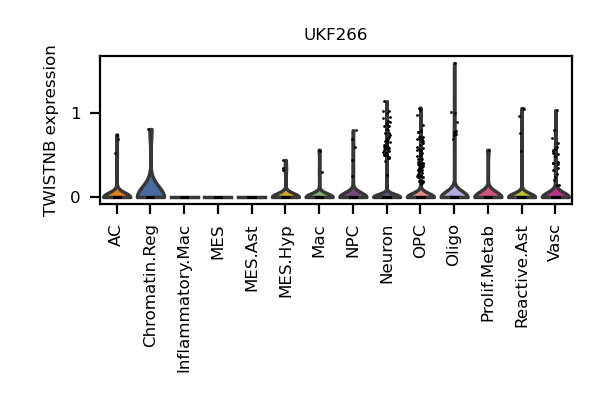 UKF266
TWISTNB expression
1
0
AC
Chromatin.Reg
Inflammatory.Mac
MES
MES.Ast
MES.Hyp
Mac
NPC
Neuron
OPC
Oligo
Prolif.Metab
Reactive.Ast
Vasc